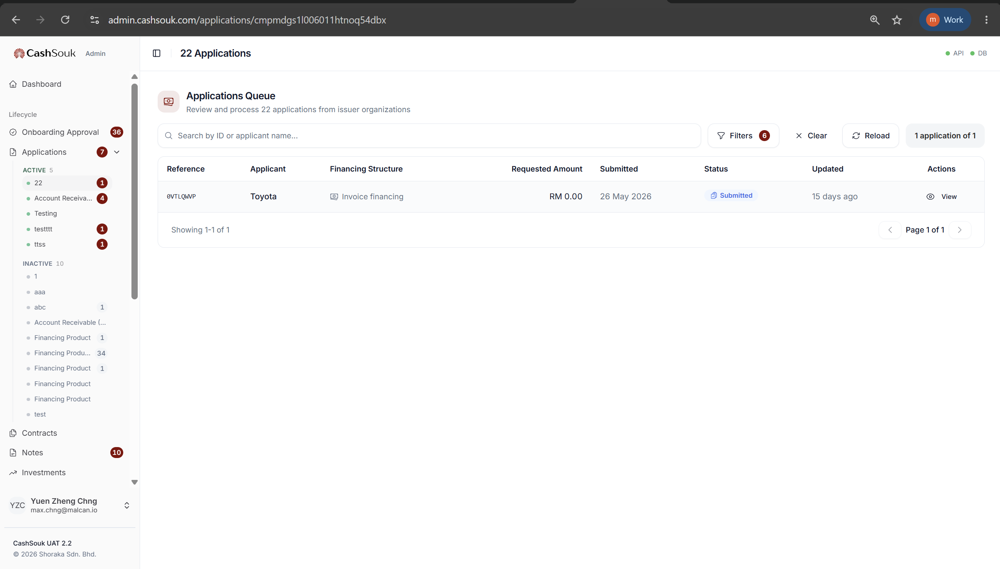 admin.cashsouk.com/applications/cmpmdgs1l006011htnoq54dbx
m Work
CashSouk Admin
Dashboard
Lifecycle
Onboarding Approval 36
Applications 7
ACTIVE 5
22 1
Account Receiva... 4
Testing
testttt 1
ttss 1
INACTIVE 10
1
aaa
abc 1
Account Receivable (...
Financing Product 1
Financing Produ... 34
Financing Product 1
Financing Product
Financing Product
test
Contracts
Notes 10
Investments
YZC
Yuen Zheng Chng
max.chng@malcan.io
CashSouk UAT 2.2
© 2026 Shoraka Sdn. Bhd.
22 Applications
API DB
Applications Queue
Review and process 22 applications from issuer organizations
Search by ID or applicant name...
Filters 6
Clear
Reload
1 application of 1
Reference Applicant Financing Structure Requested Amount Submitted Status Updated Actions
0VTLQWVP Toyota Invoice financing RM 0.00 26 May 2026 Submitted 15 days ago View
Showing 1-1 of 1
Page 1 of 1